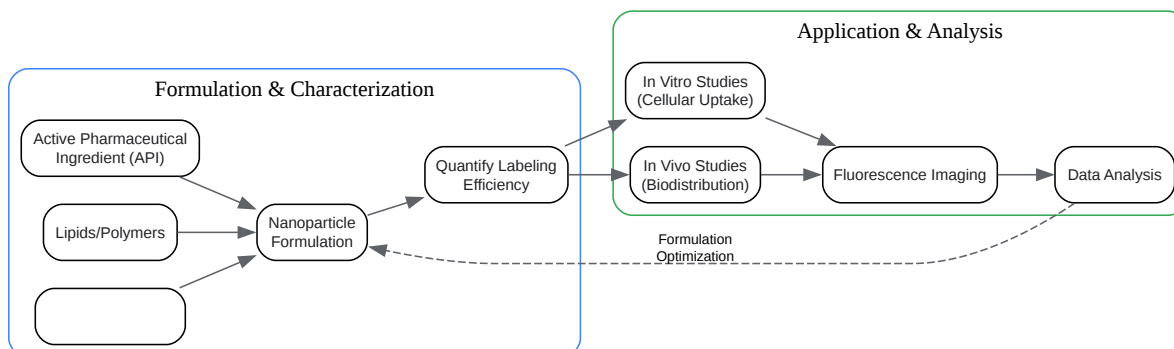 Application & Analysis
Formulation & Characterization
Active Pharmaceutical
Ingredient (API)
Lipids/Polymers
Nanoparticle
Formulation
Quantify Labeling
Efficiency
In Vitro Studies
(Cellular Uptake)
In Vivo Studies
(Biodistribution)
Fluorescence Imaging
Data Analysis
Formulation
Optimization